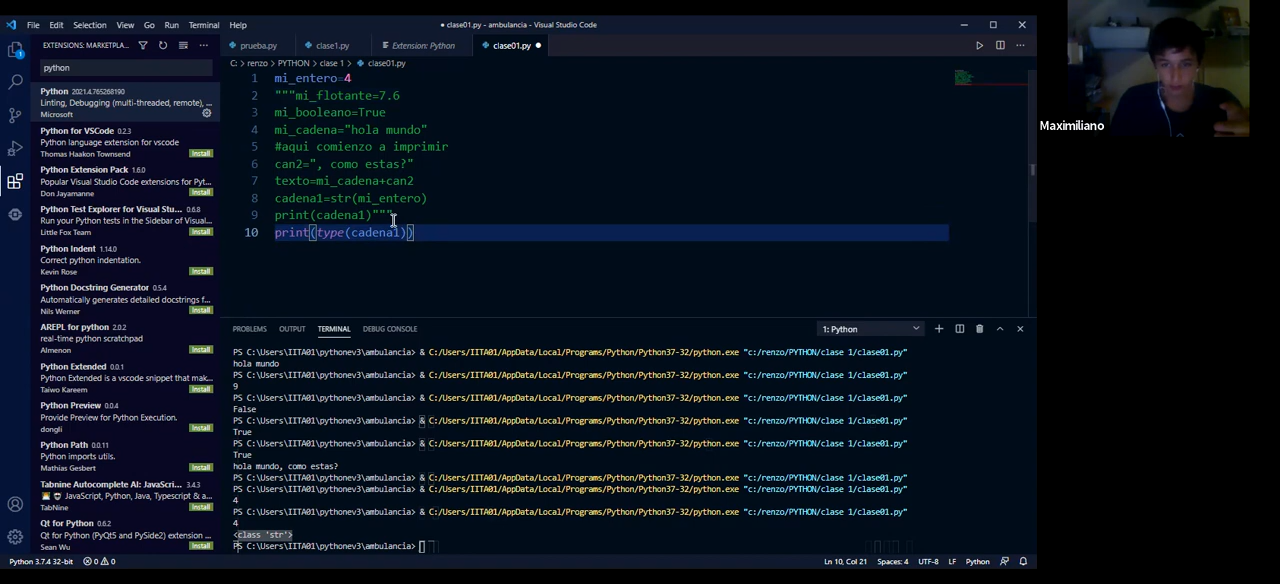 File Edit Selection View Go Run Terminal Help
● clase01.py - ambulancia - Visual Studio Code
EXTENSIONS: MARKETPLA...
prueba.py
clase1.py
Extension: Python
clase01.py
python
C: > renzo > PYTHON > clase 1 > clase01.py
Python 2021.4.765268190
Linting, Debugging (multi-threaded, remote), ...
Microsoft
Python for VSCode 0.2.3
Python language extension for vscode
Thomas Haakon Townsend Install
Python Extension Pack 1.6.0
Popular Visual Studio Code extensions for Pyt...
Don Jayamanne Install
Python Test Explorer for Visual Stu... 0.6.8
Run your Python tests in the Sidebar of Visual...
Little Fox Team Install
Python Indent 1.14.0
Correct python indentation.
Kevin Rose Install
Python Docstring Generator 0.5.4
Automatically generates detailed docstrings f...
Nils Werner Install
AREPL for python 2.0.2
real-time python scratchpad
Almenon Install
Python Extended 0.0.1
Python Extended is a vscode snippet that mak...
Taiwo Kareem Install
Python Preview 0.0.4
Provide Preview for Python Execution.
dongli Install
Python Path 0.0.11
Python imports utils.
Mathias Gesbert Install
Tabnine Autocomplete AI: JavaScri... 3.4.3
JavaScript, Python, Java, Typescript & a...
TabNine Install
Qt for Python 0.6.2
Qt for Python (PyQt5 and PySide2) extension ...
Sean Wu Install
1 mi_entero=4
2 """mi_flotante=7.6
3 mi_booleano=True
4 mi_cadena="hola mundo"
5 #aqui comienzo a imprimir
6 can2=", como estas?"
7 texto=mi_cadena+can2
8 cadena1=str(mi_entero)
9 print(cadena1)"""
10 print(type(cadena1))
PROBLEMS OUTPUT TERMINAL DEBUG CONSOLE
1: Python
PS C:\Users\IITA01\pythonev3\ambulancia> & C:/Users/IITA01/AppData/Local/Programs/Python/Python37-32/python.exe "c:/renzo/PYTHON/clase 1/clase01.py"
hola mundo
PS C:\Users\IITA01\pythonev3\ambulancia> & C:/Users/IITA01/AppData/Local/Programs/Python/Python37-32/python.exe "c:/renzo/PYTHON/clase 1/clase01.py"
9
PS C:\Users\IITA01\pythonev3\ambulancia> & C:/Users/IITA01/AppData/Local/Programs/Python/Python37-32/python.exe "c:/renzo/PYTHON/clase 1/clase01.py"
False
PS C:\Users\IITA01\pythonev3\ambulancia> & C:/Users/IITA01/AppData/Local/Programs/Python/Python37-32/python.exe "c:/renzo/PYTHON/clase 1/clase01.py"
True
PS C:\Users\IITA01\pythonev3\ambulancia> & C:/Users/IITA01/AppData/Local/Programs/Python/Python37-32/python.exe "c:/renzo/PYTHON/clase 1/clase01.py"
True
hola mundo, como estas?
PS C:\Users\IITA01\pythonev3\ambulancia> & C:/Users/IITA01/AppData/Local/Programs/Python/Python37-32/python.exe "c:/renzo/PYTHON/clase 1/clase01.py"
PS C:\Users\IITA01\pythonev3\ambulancia> & C:/Users/IITA01/AppData/Local/Programs/Python/Python37-32/python.exe "c:/renzo/PYTHON/clase 1/clase01.py"
4
PS C:\Users\IITA01\pythonev3\ambulancia> & C:/Users/IITA01/AppData/Local/Programs/Python/Python37-32/python.exe "c:/renzo/PYTHON/clase 1/clase01.py"
4
<class 'str'>
PS C:\Users\IITA01\pythonev3\ambulancia>
Python 3.7.4 32-bit 0 0
Ln 10, Col 21 Spaces: 4 UTF-8 LF Python
Maximiliano